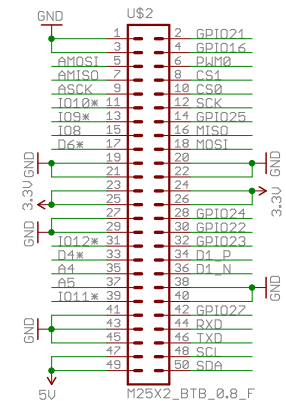 GND U$2
1 2 GPIO21
3 4 GPIO16
AMOSI 5 6 PWM0
AMISO 7 8 CS1
ASCK 9 10 CS0
IO10* 11 12 SCK
IO9* 13 14 GPIO25
IO8 15 16 MISO
D6* 17 18 MOSI
GND 19 20 GND
21 22
3.3V 23 24 3.3V
25 26
27 28 GPIO24
GND 29 30 GPIO22
IO12* 31 32 GPIO23
D4* 33 34 D1_P
A4 35 36 D1_N
A5 37 38 GND
IO11* 39 40
41 42 GPIO27
GND 43 44 RXD
45 46 TXD
47 48 SCL
49 50 SDA
5V M25X2_BTB_0.8_F